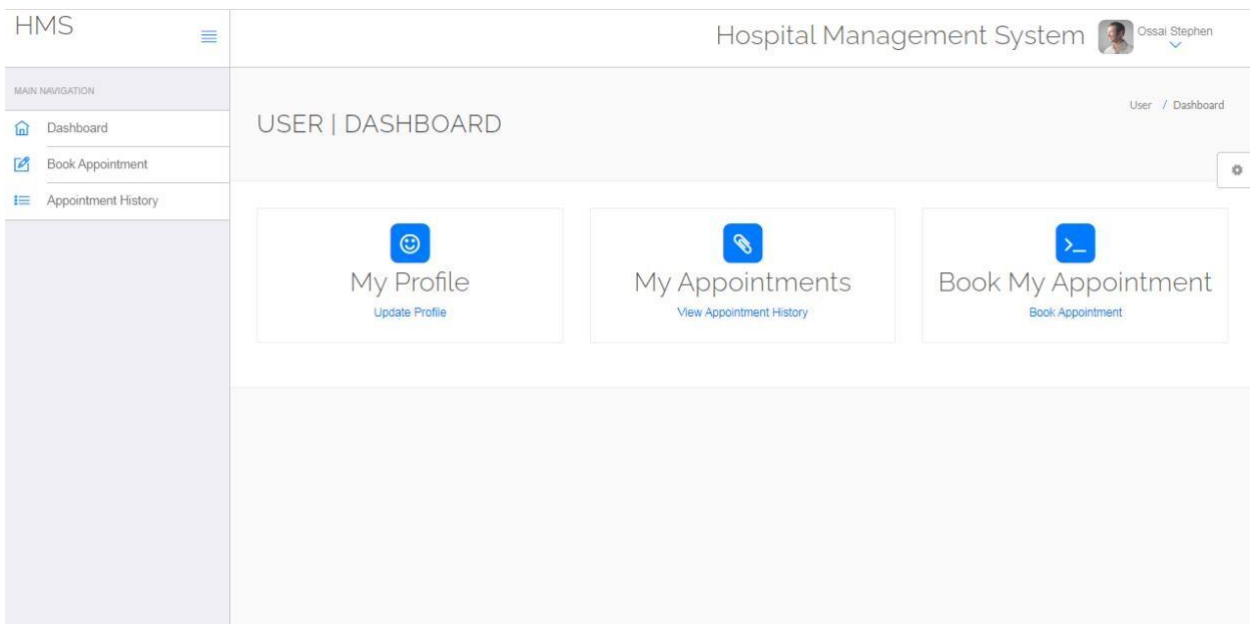 HMS
Hospital Management System
Ossai Stephen
MAIN NAVIGATION
Dashboard
Book Appointment
Appointment History
USER | DASHBOARD
User / Dashboard
My Profile
Update Profile
My Appointments
View Appointment History
Book My Appointment
Book Appointment